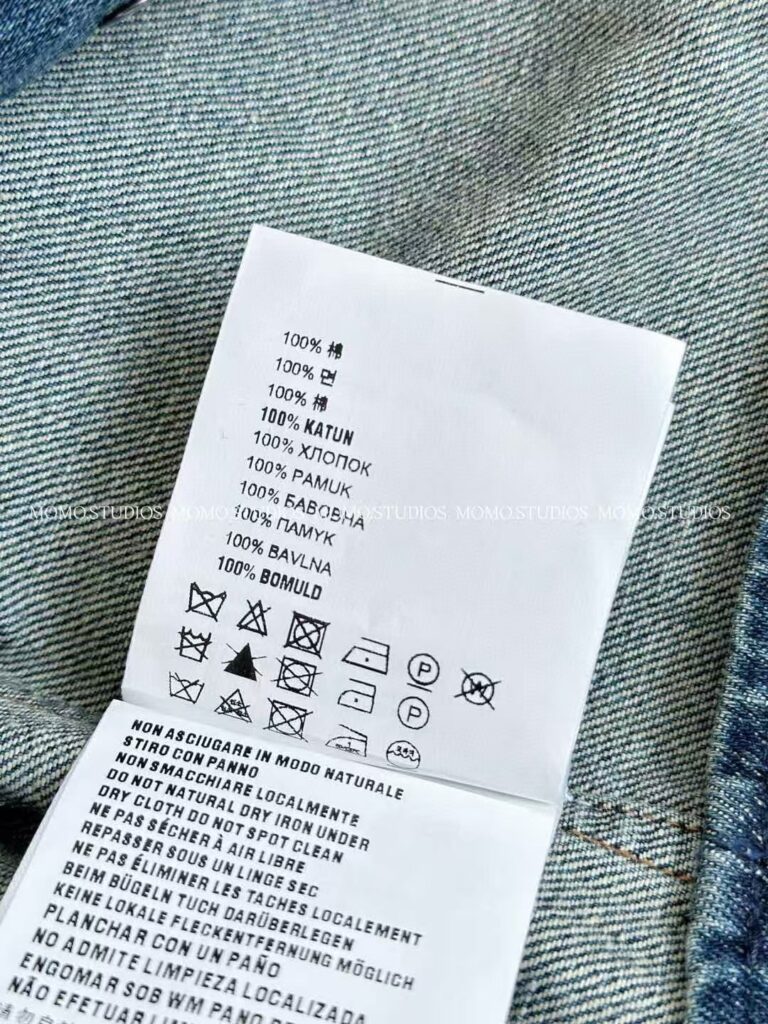 100% 棉
100% 면
100% 棉
100% KATUN
100% ХЛОПОК
100% PAMUK
100% БАВОВНА
100% ПАМУК
100% BAVLNA
100% BOMULD
MOMO.STUDIOS MOMO.STUDIOS MOMO.STUDIOS MOMO.STUDIOS MOMO.STUDIOS
P
W
P
NON ASCIUGARE IN MODO NATURALE
STIRO CON PANNO
NON SMACCHIARE LOCALMENTE
DO NOT NATURAL DRY IRON UNDER
DRY CLOTH DO NOT SPOT CLEAN
NE PAS SÉCHER À AIR LIBRE
REPASSER SOUS UN LINGE SEC
NE PAS ÉLIMINER LES TACHES LOCALEMENT
BEIM BÜGELN TUCH DARÜBERLEGEN
KEINE LOKALE FLECKENTFERNUNG MÖGLICH
PLANCHAR CON UN PAÑO
NO ADMITE LIMPIEZA LOCALIZADA
ENGOMAR SOB WM PANO
NÃO EFETUAR
请勿自